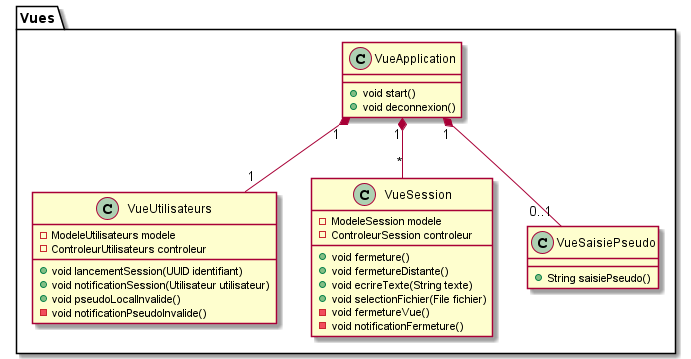 Vues
C VueApplication
void start()
void deconnexion()
1
1
1
1
*
0..1
C VueUtilisateurs
ModeleUtilisateurs modele
ControleurUtilisateurs controleur
void lancementSession(UUID identifiant)
void notificationSession(Utilisateur utilisateur)
void pseudoLocalInvalide()
void notificationPseudoInvalide()
C VueSession
ModeleSession modele
ControleurSession controleur
void fermeture()
void fermetureDistante()
void ecrireTexte(String texte)
void selectionFichier(File fichier)
void fermetureVue()
void notificationFermeture()
C VueSaisiePseudo
String saisiePseudo()